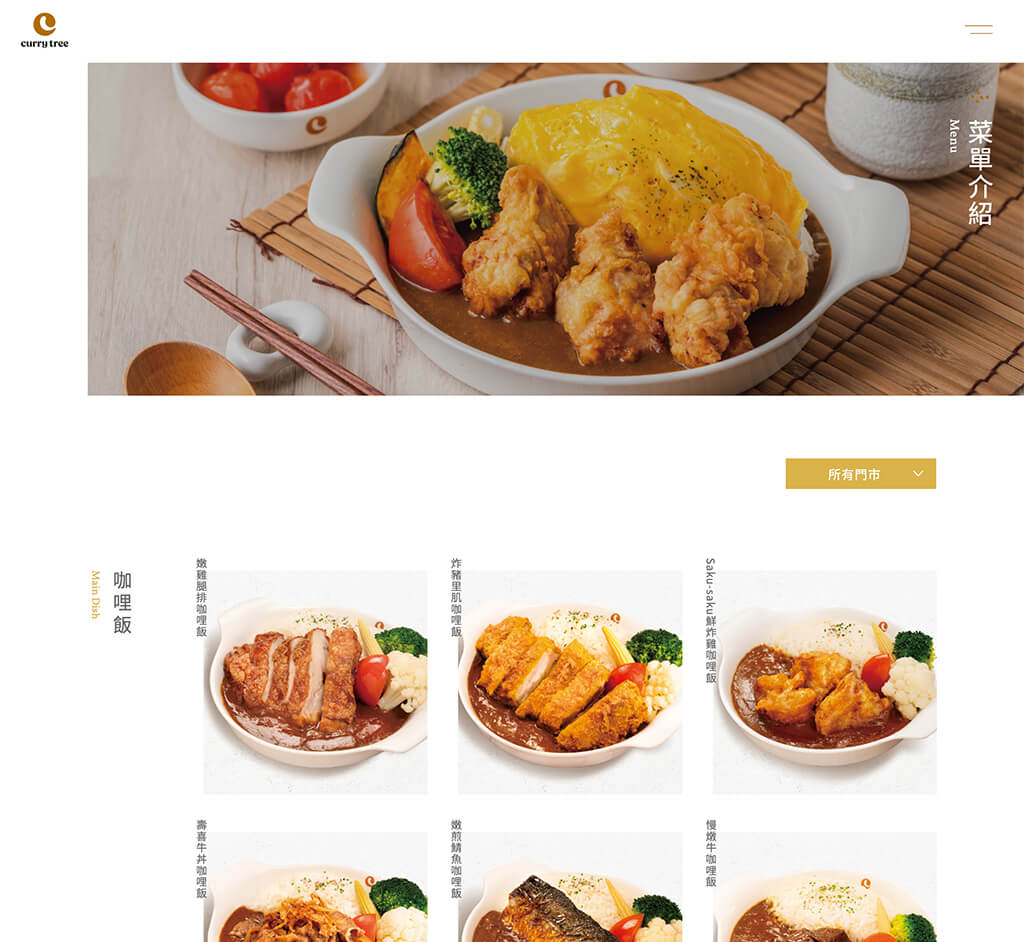 curry tree
菜單介紹
Menu
所有門市
咖哩飯
Main Dish
嫩雞腿排咖哩飯
炸豬里肌咖哩飯
Saku-saku鮮炸雞咖哩飯
壽喜牛丼咖哩飯
嫩煎鯖魚咖哩飯
慢燉牛咖哩飯